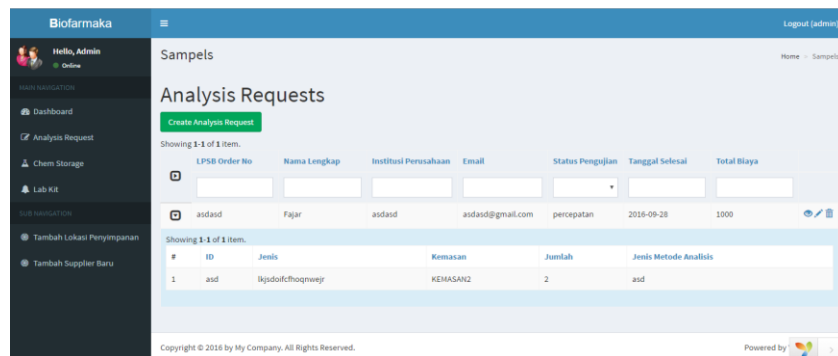 Biofarmaka
Logout (admin)
Hello, Admin
Online
Sampels
Home > Sampels
MAIN NAVIGATION
Dashboard
Analysis Request
Chem Storage
Lab Kit
SUB NAVIGATION
Tambah Lokasi Penyimpanan
Tambah Supplier Baru
Analysis Requests
Create Analysis Request
Showing 1-1 of 1 item.
LPSB Order No Nama Lengkap Institusi Perusahaan Email Status Pengujian Tanggal Selesai Total Biaya
asdasd Fajar asdasd asdasd@gmail.com percepatan 2016-09-28 1000
Showing 1-1 of 1 item.
# ID Jenis Kemasan Jumlah Jenis Metode Analisis
1 asd lkjsdoifcfhoqnwejr KEMASAN2 2 asd
Copyright © 2016 by My Company. All Rights Reserved.
Powered by